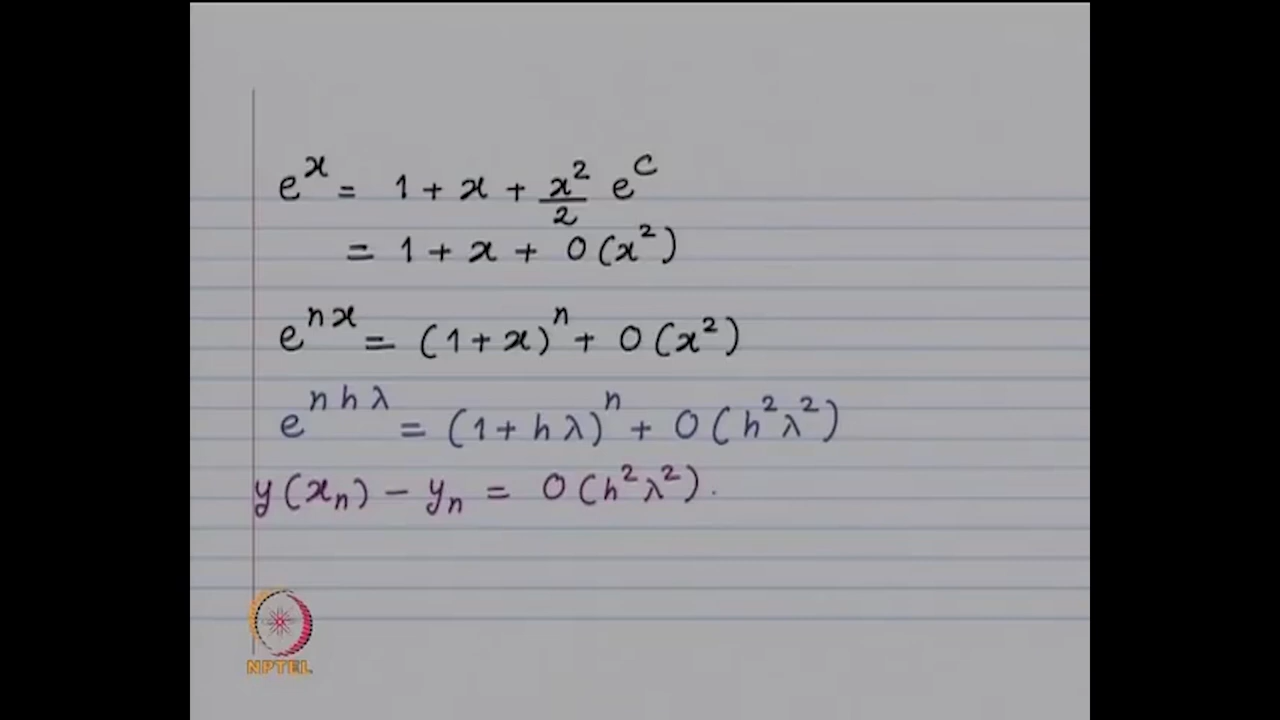 e^x = 1 + x + x^2/2 e^c
= 1 + x + O(x^2)
e^{nx} = (1+x)^n + O(x^2)
e^{nhλ} = (1+hλ)^n + O(h^2λ^2)
y(x_n) - y_n = O(h^2λ^2).
NPTEL